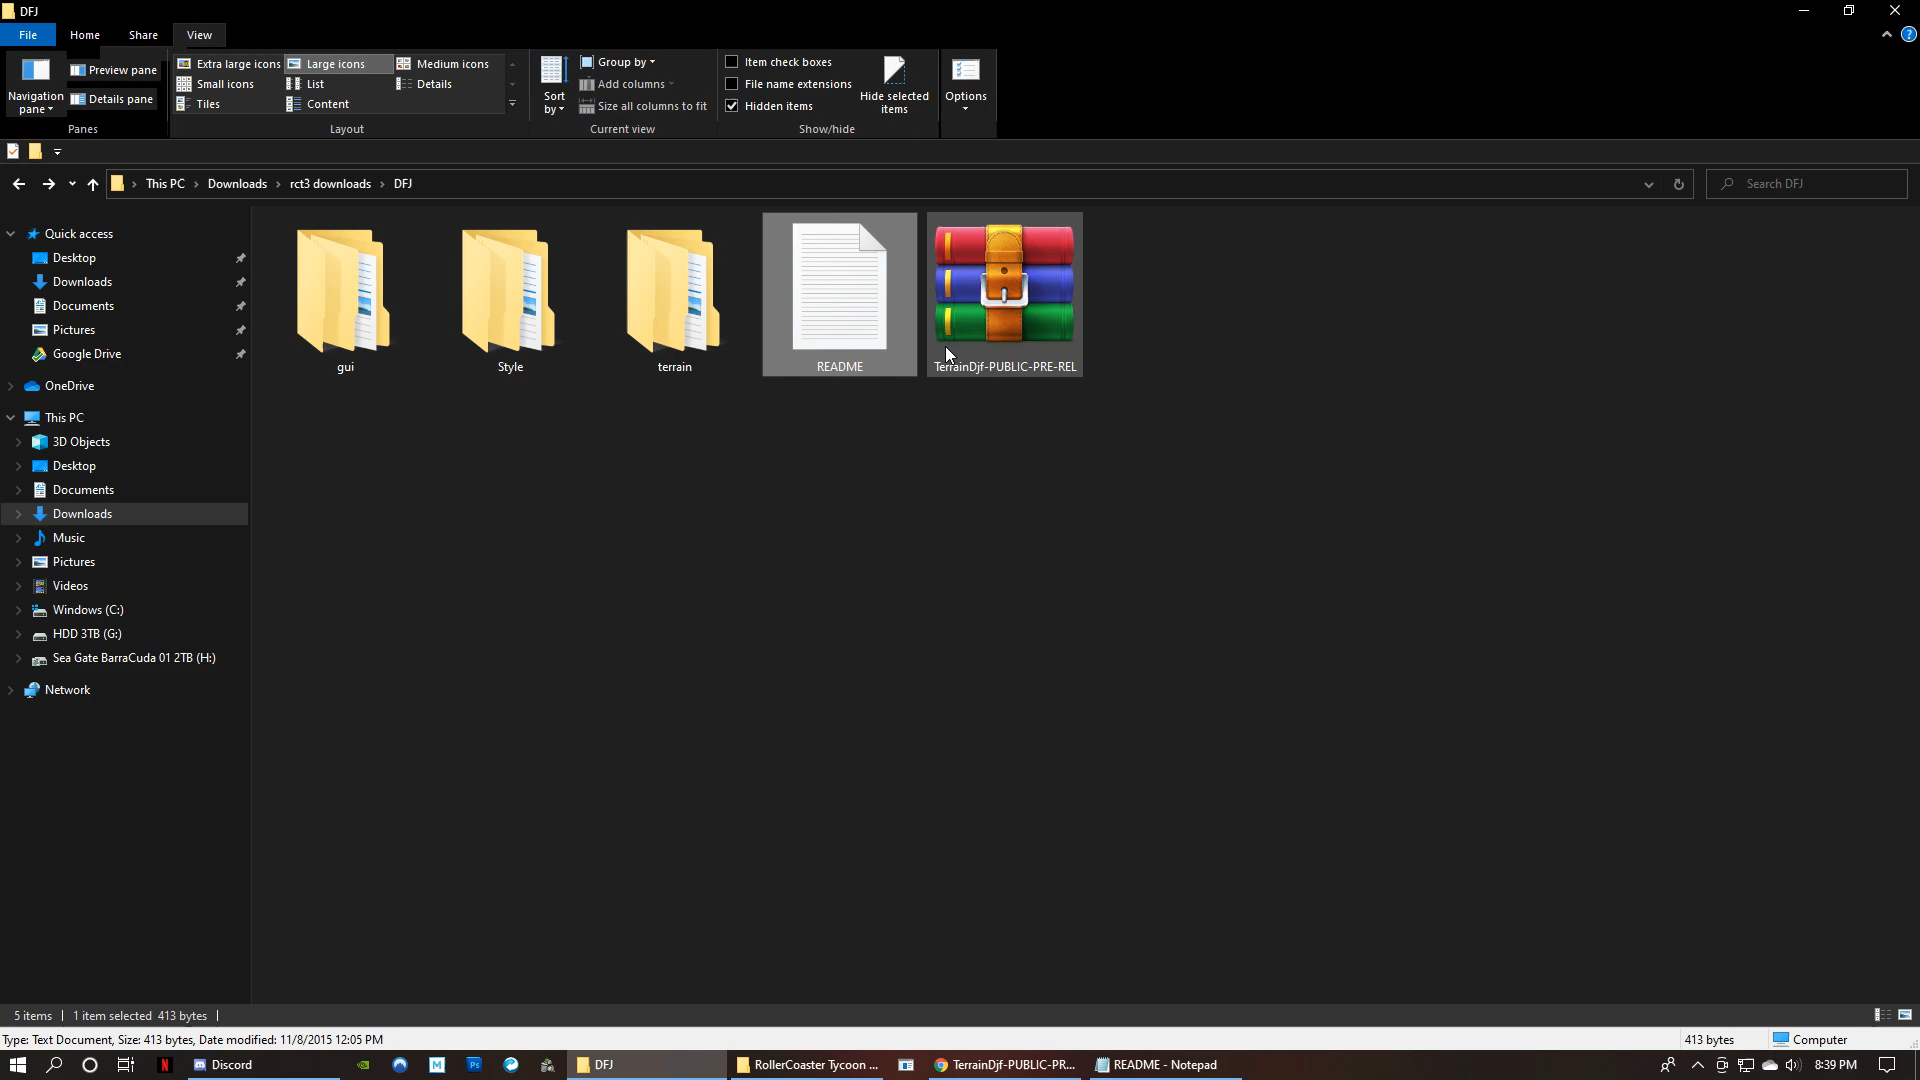 DFJ
File
Home
Share
View
Navigation pane
Preview pane
Details pane
Panes
Extra large icons
Large icons
Medium icons
Small icons
List
Details
Tiles
Content
Layout
Sort by
Group by
Add columns
Size all columns to fit
Current view
Item check boxes
File name extensions
Hidden items
Hide selected items
Show/hide
Options
This PC > Downloads > rct3 downloads > DFJ
Search DFJ
Quick access
Desktop
Downloads
Documents
Pictures
Google Drive
OneDrive
This PC
3D Objects
Desktop
Documents
Downloads
Music
Pictures
Videos
Windows (C:)
HDD 3TB (G:)
Sea Gate BarraCuda 01 2TB (H:)
Network
gui
Style
terrain
README
TerrainDjf-PUBLIC-PRE-REL
5 items
1 item selected 413 bytes
Type: Text Document, Size: 413 bytes, Date modified: 11/8/2015 12:05 PM
413 bytes
Computer
N
Discord
M
Ps
DFJ
RollerCoaster Tycoon ...
TerrainDjf-PUBLIC-PR...
README - Notepad
8:39 PM